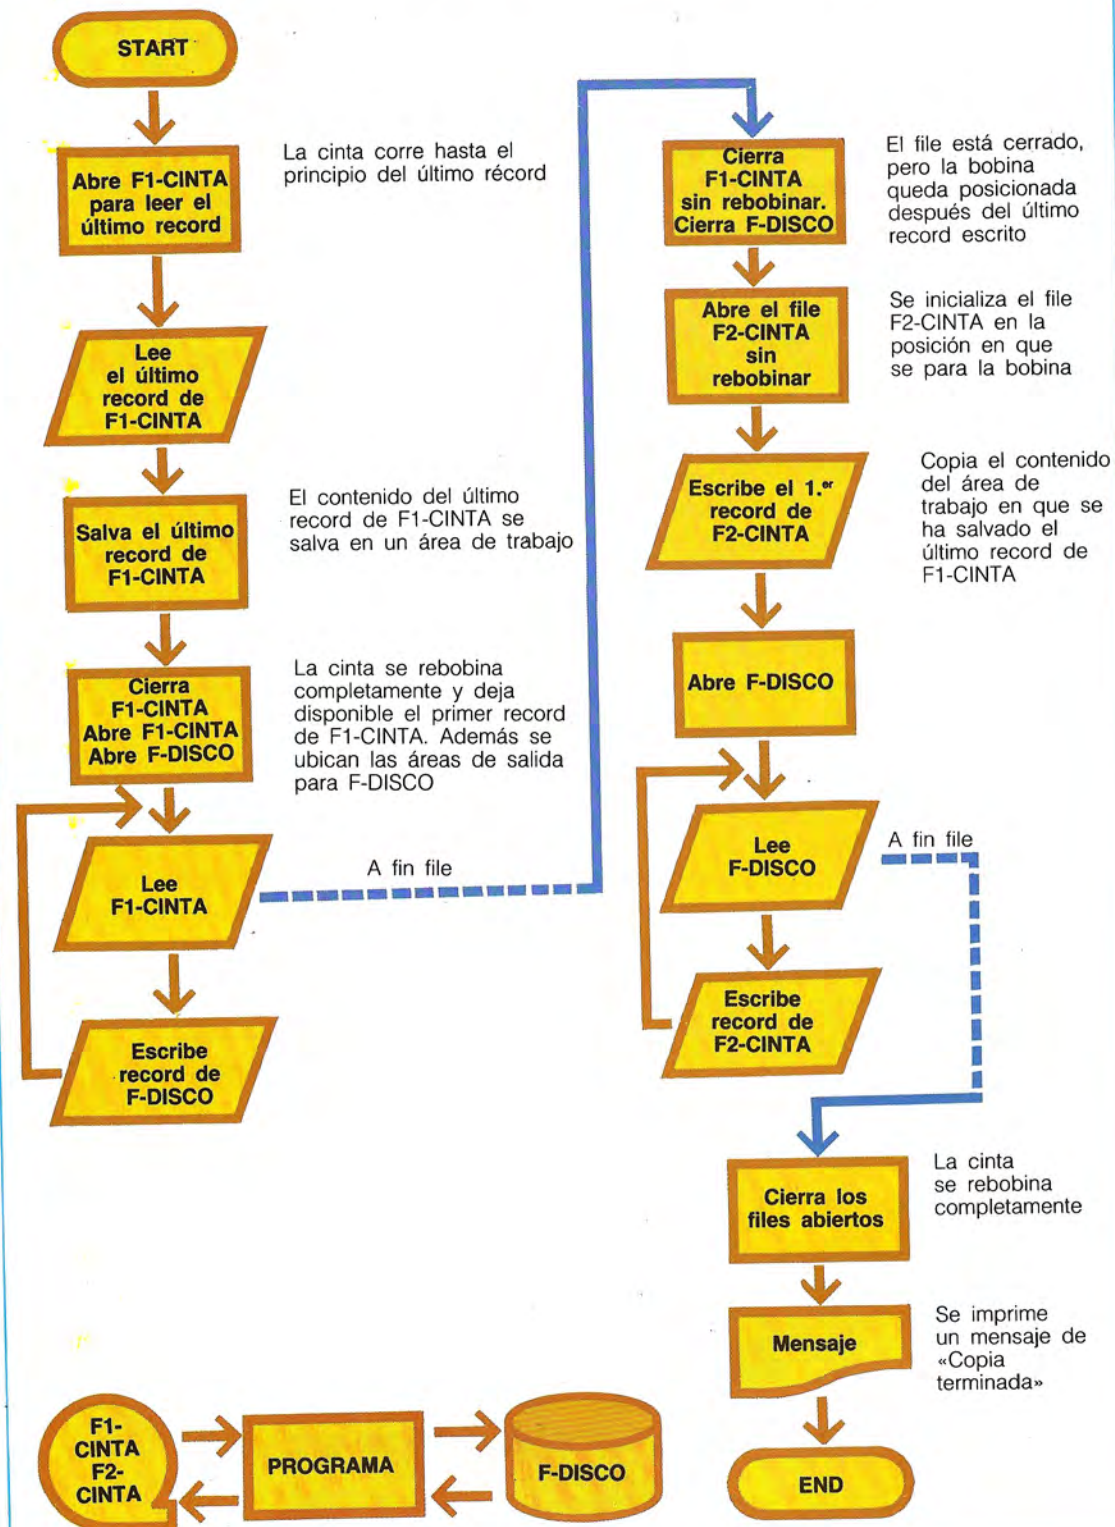 START
Abre F1-CINTA
para leer el
último record
La cinta corre hasta el
principio del último récord
Lee
el último
record de
F1-CINTA
Salva el último
record de
F1-CINTA
El contenido del último
record de F1-CINTA se
salva en un área de trabajo
Cierra
F1-CINTA
Abre F1-CINTA
Abre F-DISCO
La cinta se rebobina
completamente y deja
disponible el primer record
de F1-CINTA. Además se
ubican las áreas de salida
para F-DISCO
Lee
F1-CINTA
A fin file
Escribe
record de
F-DISCO
Cierra
F1-CINTA
sin rebobinar.
Cierra F-DISCO
El file está cerrado,
pero la bobina
queda posicionada
después del último
record escrito
Abre el file
F2-CINTA
sin
rebobinar
Se inicializa el file
F2-CINTA en la
posición en que
se para la bobina
Escribe el 1.er
record de
F2-CINTA
Copia el contenido
del área de
trabajo en que se
ha salvado el
último record de
F1-CINTA
Abre F-DISCO
Lee
F-DISCO
A fin file
Escribe
record de
F2-CINTA
Cierra los
files abiertos
La cinta
se rebobina
completamente
Mensaje
Se imprime
un mensaje de
«Copia
terminada»
END
F1-
CINTA
F2-
CINTA
PROGRAMA
F-DISCO